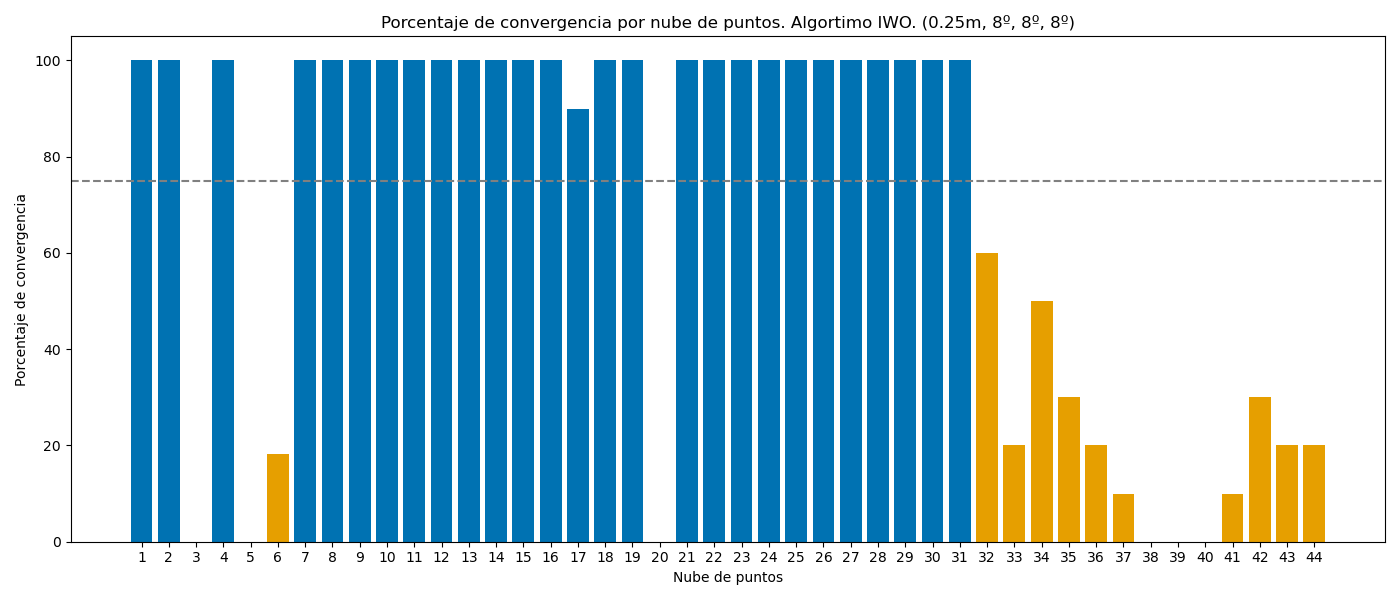 Porcentaje de convergencia por nube de puntos. Algortimo IWO. (0.25m, 8º, 8º, 8º)
100
80
60
40
20
0
Porcentaje de convergencia
1 2 3 4 5 6 7 8 9 10 11 12 13 14 15 16 17 18 19 20 21 22 23 24 25 26 27 28 29 30 31 32 33 34 35 36 37 38 39 40 41 42 43 44
Nube de puntos